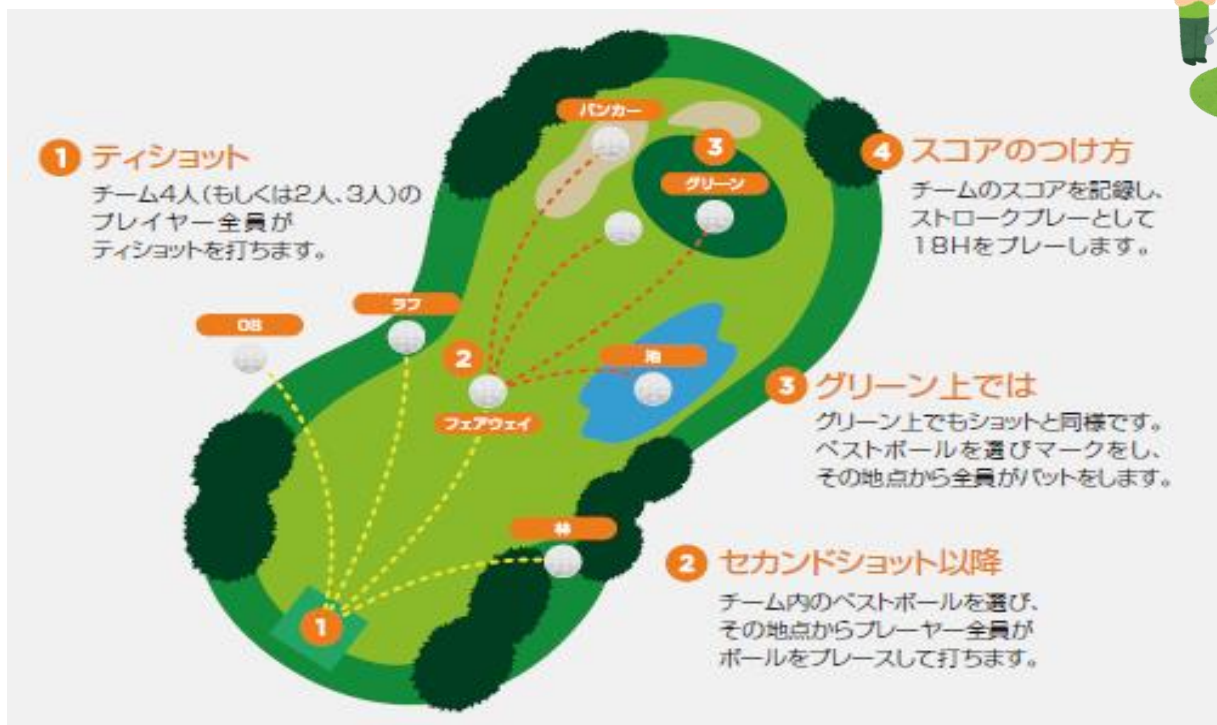 1 ティショット
チーム4人(もしくは2人、3人)の
プレイヤー全員が
ティショットを打ちます。
バンカー
3
グリーン
4 スコアのつけ方
チームのスコアを記録し、
ストロークプレーとして
18Hをプレーします。
OB
ラフ
2
フェアウェイ
池
3 グリーン上では
グリーン上でもショットと同様です。
ベストボールを選びマークをし、
その地点から全員がパットをします。
林
1
2 セカンドショット以降
チーム内のベストボールを選び、
その地点からプレーヤー全員が
ボールをプレースして打ちます。